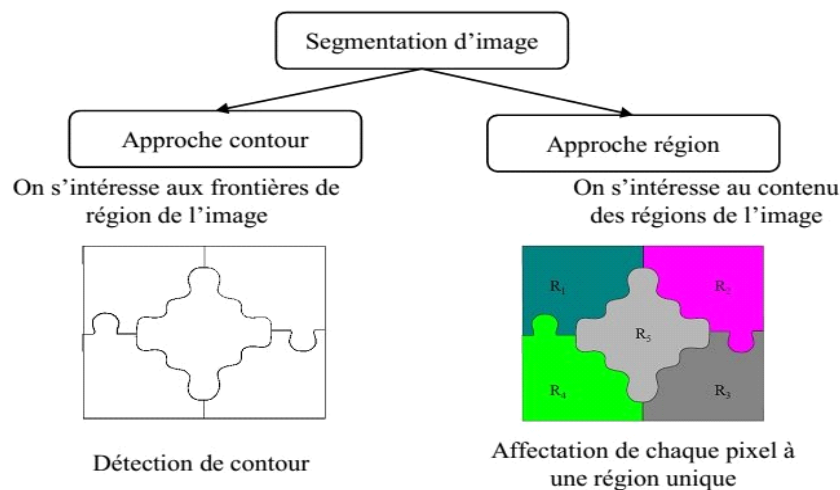 Segmentation d'image
Approche contour
Approche région
On s'intéresse aux frontières de
région de l'image
On s'intéresse au contenu
des régions de l'image
R₁
R₂
R₅
R₄
R₃
Détection de contour
Affectation de chaque pixel à
une région unique